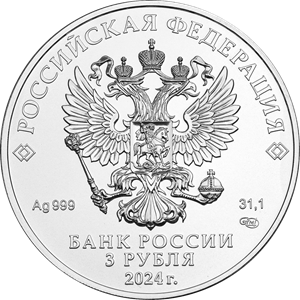 РОССИЙСКАЯ ФЕДЕРАЦИЯ
Ag 999
31,1
БАНК РОССИИ
3 РУБЛЯ
2024 г.